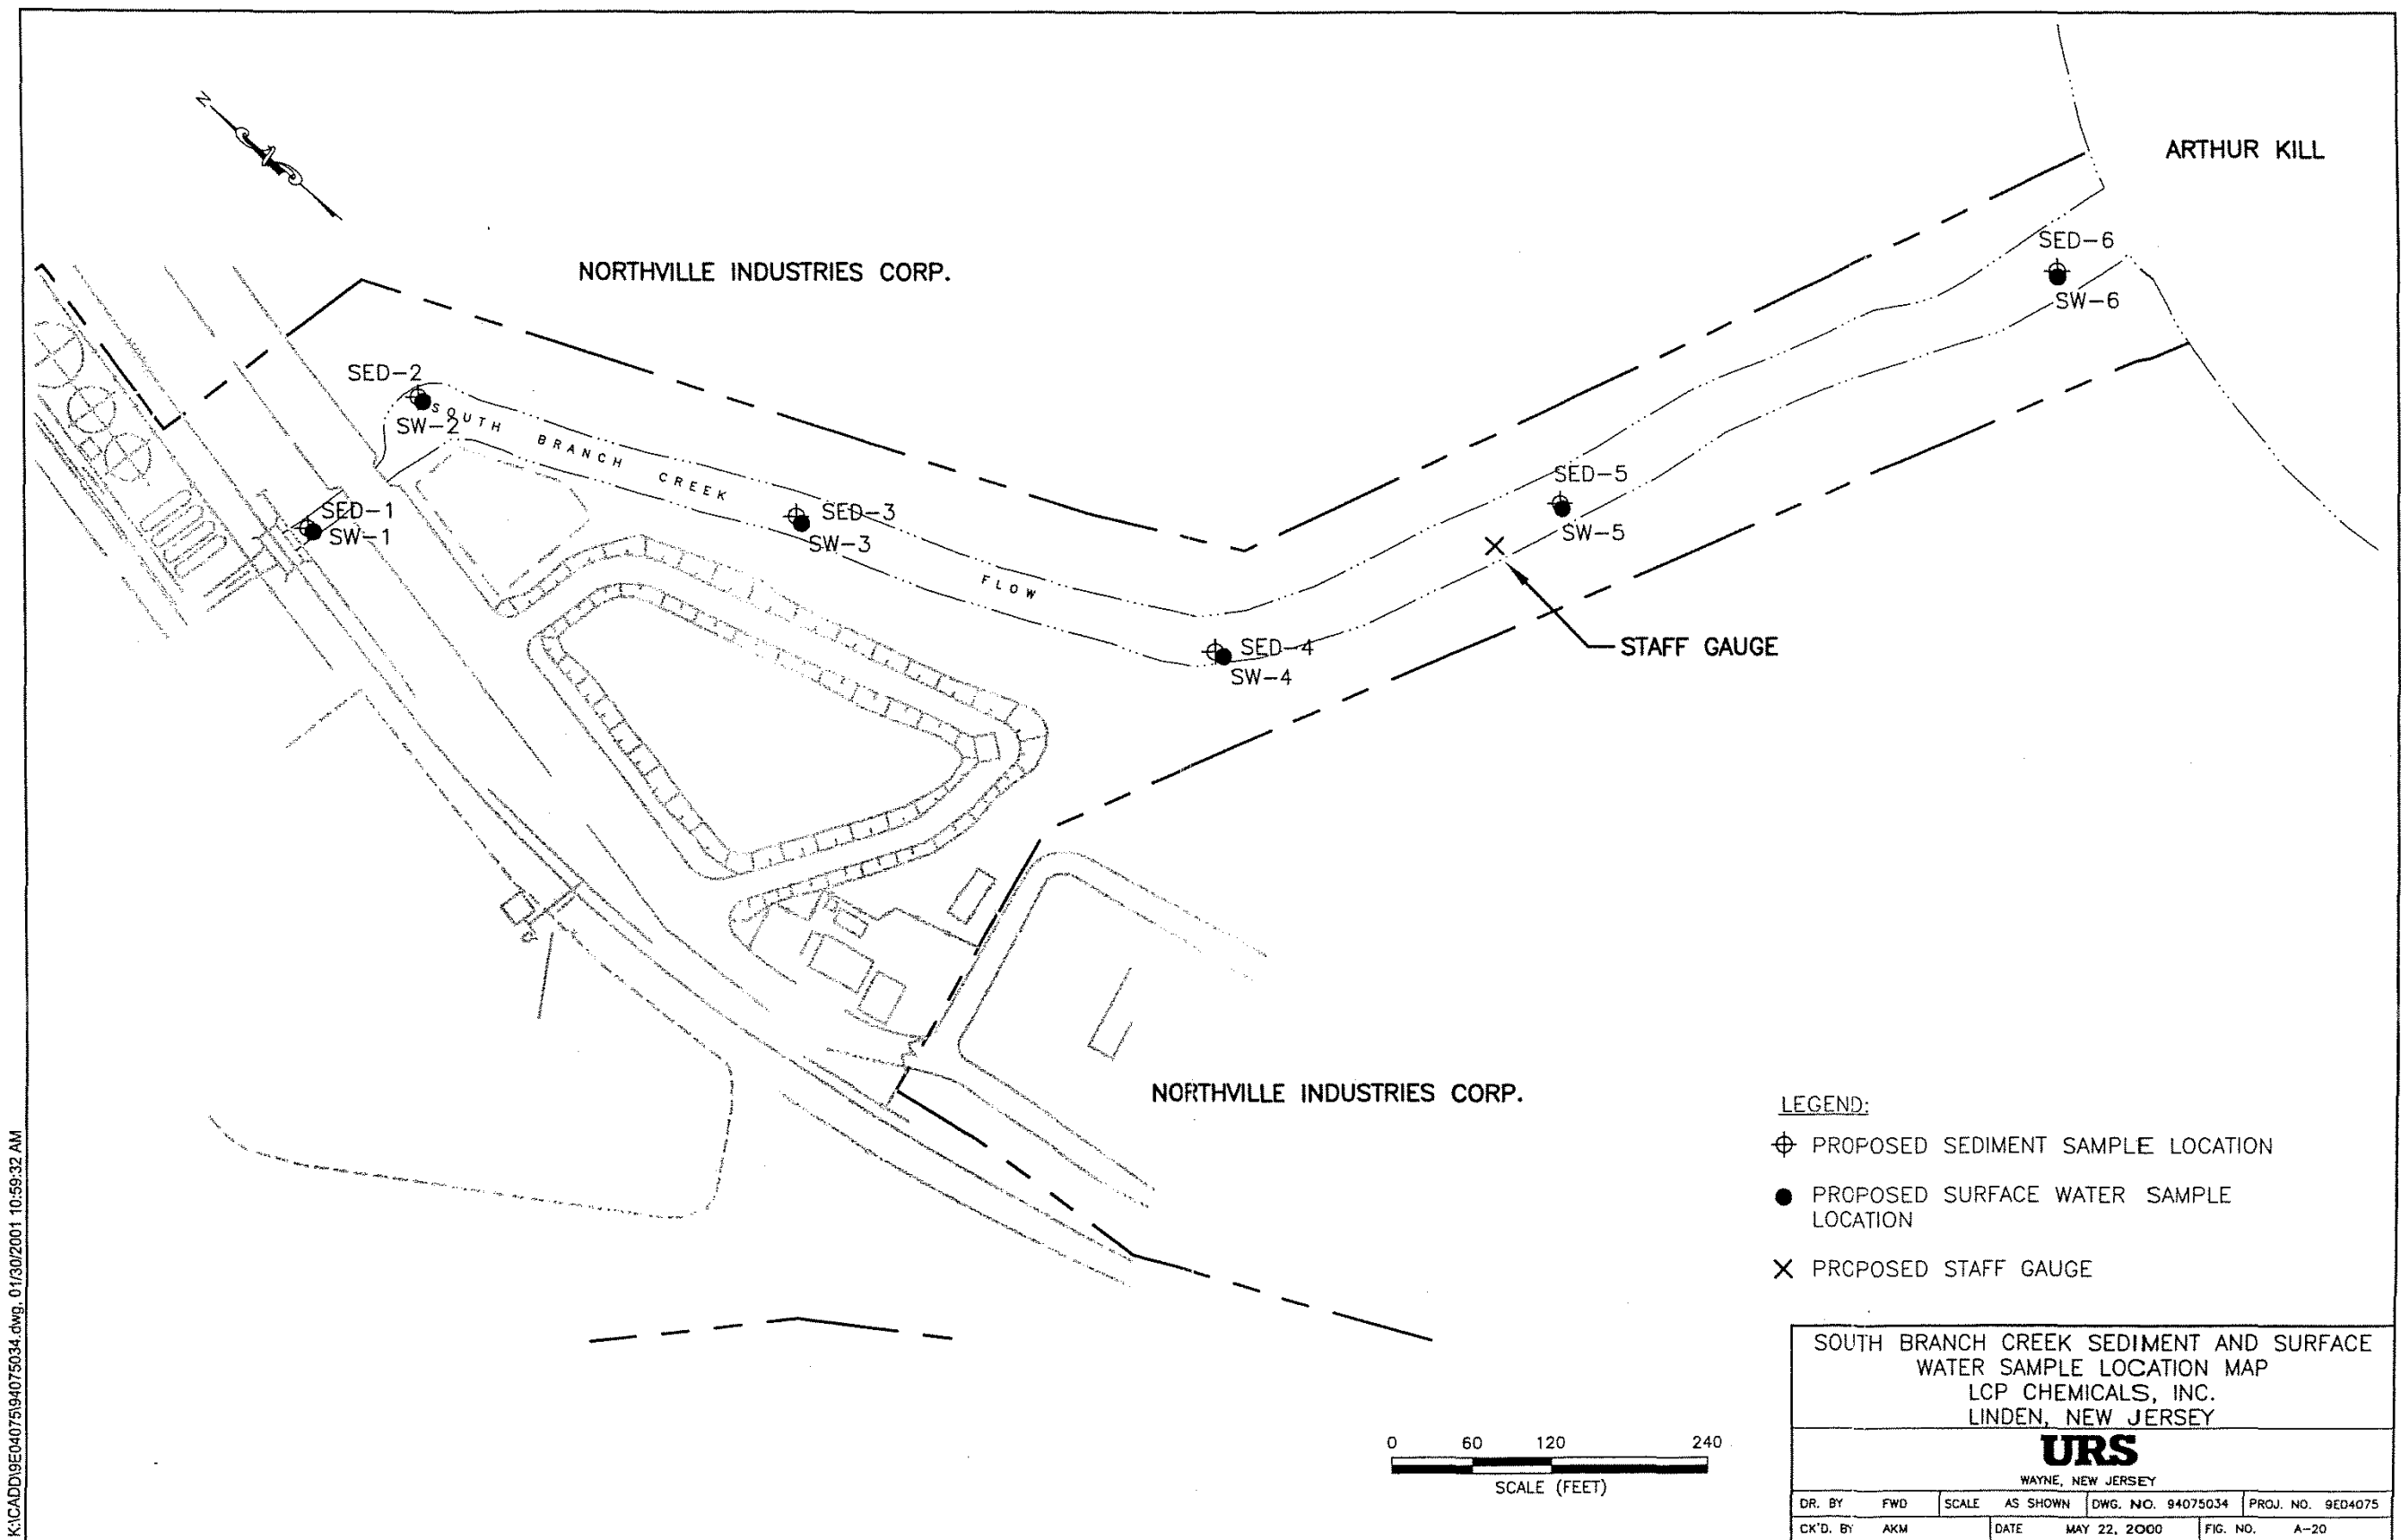 N
ARTHUR KILL
NORTHVILLE INDUSTRIES CORP.
SED-6
SW-6
SED-2
SW-2
SOUTH BRANCH CREEK
FLOW
SED-1
SW-1
SED-3
SW-3
SED-5
SW-5
SED-4
SW-4
STAFF GAUGE
NORTHVILLE INDUSTRIES CORP.
LEGEND:
PROPOSED SEDIMENT SAMPLE LOCATION
PROPOSED SURFACE WATER SAMPLE
LOCATION
PROPOSED STAFF GAUGE
0 60 120 240
SCALE (FEET)
SOUTH BRANCH CREEK SEDIMENT AND SURFACE
WATER SAMPLE LOCATION MAP
LCP CHEMICALS, INC.
LINDEN, NEW JERSEY
URS
WAYNE, NEW JERSEY
DR. BY FWD SCALE AS SHOWN DWG. NO. 94075034 PROJ. NO. 9E04075
CK'D. BY AKM DATE MAY 22, 2000 FIG. NO. A-20
K:\CADD\9E04075\94075034.dwg, 01/30/2001 10:59:32 AM